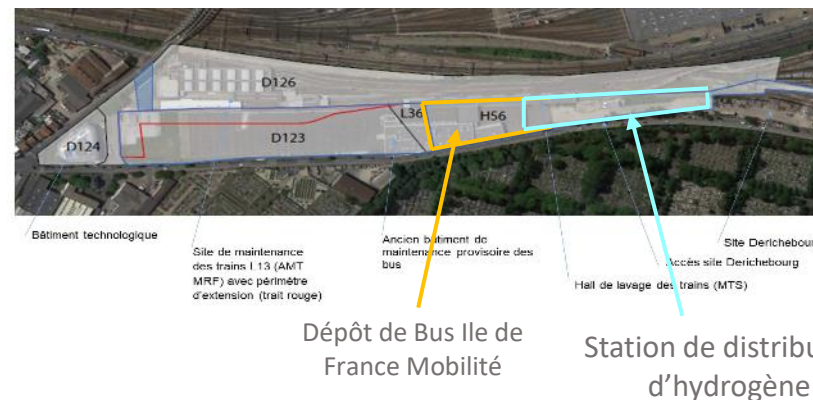 D126
L36
H56
D123
D124
Bâtiment technologique
Site de maintenance
des trains L13 (AMT
MRF) avec périmètre
d'extension (trait rouge)
Ancien bâtiment de
maintenance provisoire des
bus
Site Derichebour
Accès site Derichebourg
Hall de lavage des trains (MTS)
Dépôt de Bus Ile de
France Mobilité
Station de distribu
d'hydrogène